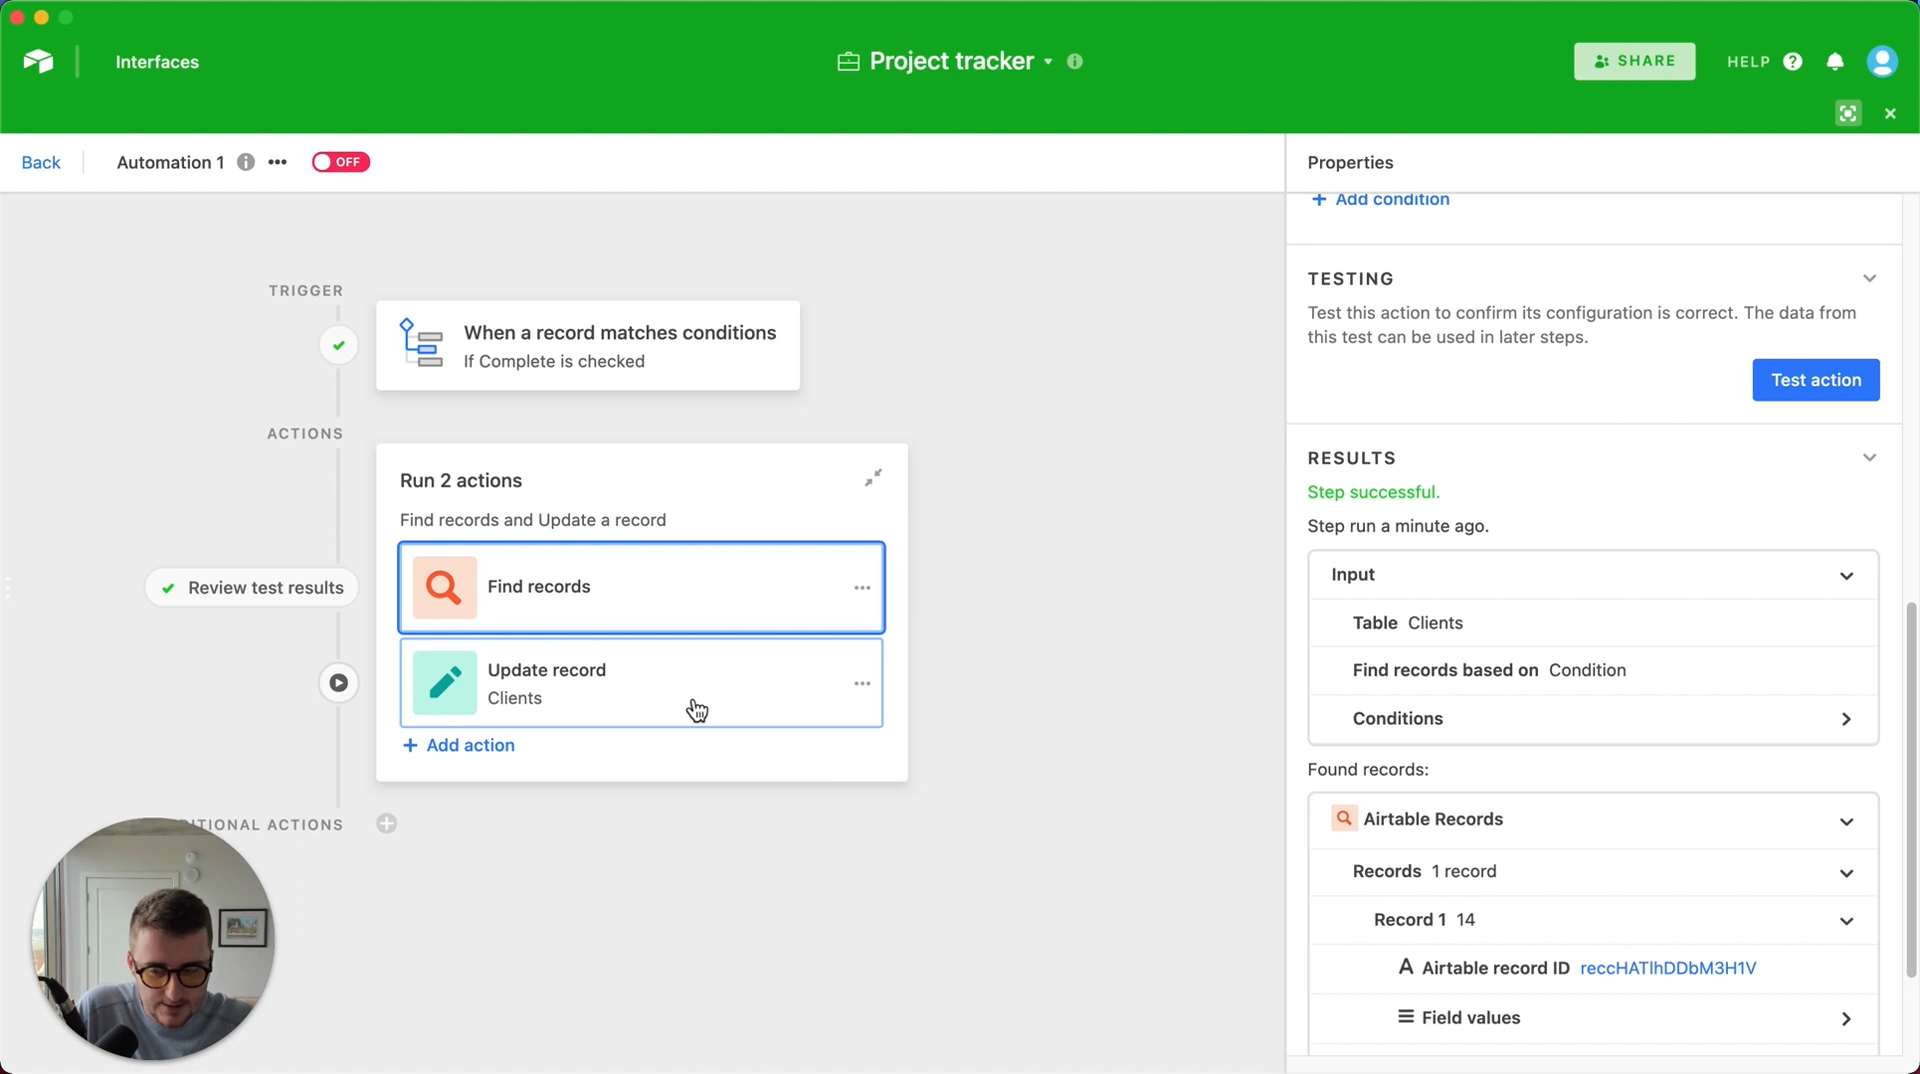 Interfaces
Project tracker
SHARE
HELP
Back
Automation 1
OFF
Properties
+ Add condition
TRIGGER
When a record matches conditions
If Complete is checked
ACTIONS
Run 2 actions
Find records and Update a record
Review test results
Find records
Update record
Clients
+ Add action
ITIONAL ACTIONS
TESTING
Test this action to confirm its configuration is correct. The data from
this test can be used in later steps.
Test action
RESULTS
Step successful.
Step run a minute ago.
Input
Table Clients
Find records based on Condition
Conditions
Found records:
Airtable Records
Records 1 record
Record 1 14
A Airtable record ID reccHATlhDDbM3H1V
Field values